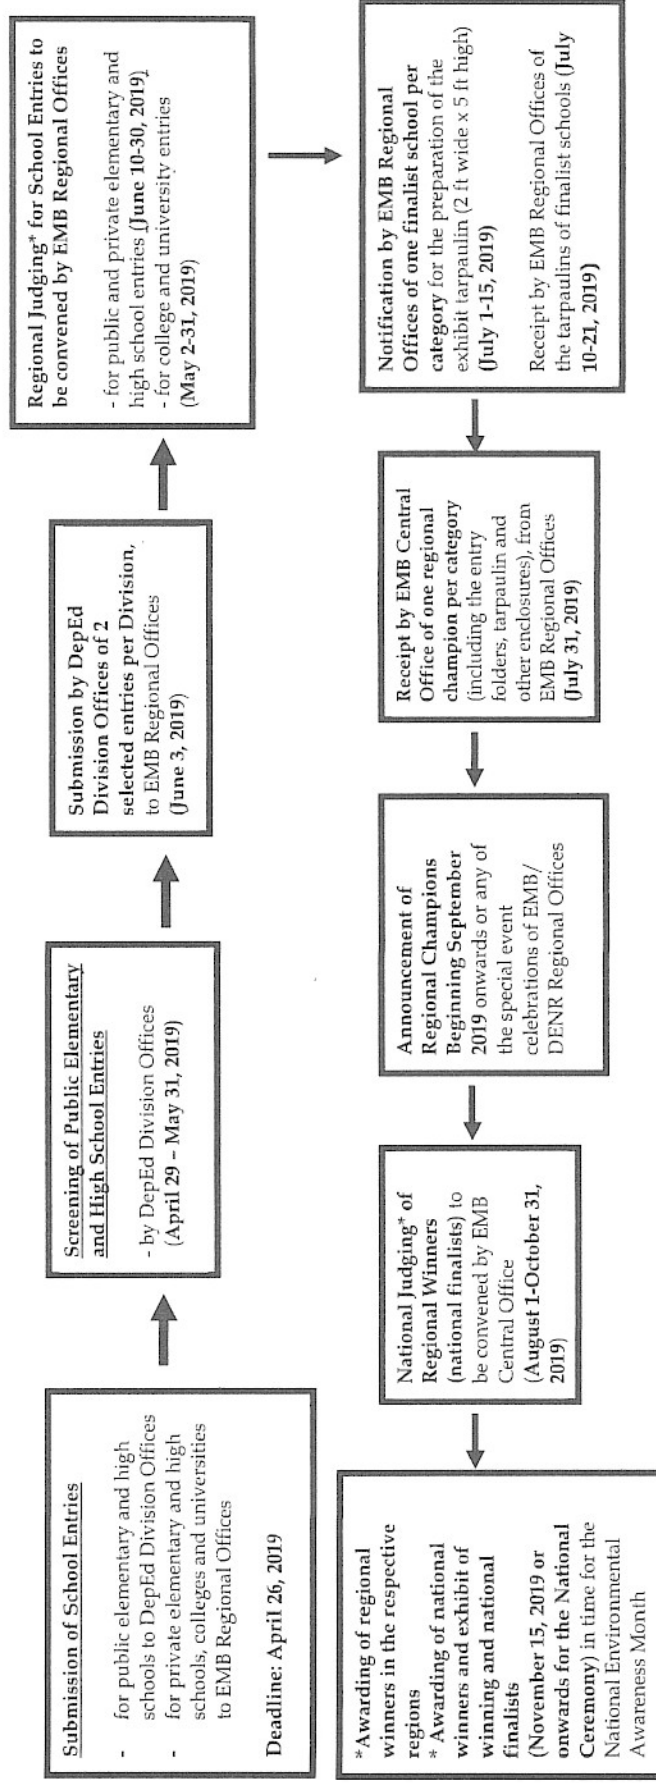 Submission of School Entries
- for public elementary and high
schools to DepEd Division Offices
- for private elementary and high
schools, colleges and universities
to EMB Regional Offices
Deadline: April 26, 2019
Screening of Public Elementary
and High School Entries
- by DepEd Division Offices
(April 29 – May 31, 2019)
Submission by DepEd
Division Offices of 2
selected entries per Division,
to EMB Regional Offices
(June 3, 2019)
Regional Judging* for School Entries to
be convened by EMB Regional Offices
- for public and private elementary and
high school entries (June 10-30, 2019)
- for college and university entries
(May 2-31, 2019)
Notification by EMB Regional
Offices of one finalist school per
category for the preparation of the
exhibit tarpaulin (2 ft wide x 5 ft high)
(July 1-15, 2019)
Receipt by EMB Regional Offices of
the tarpaulins of finalist schools (July
10-21, 2019)
Receipt by EMB Central
Office of one regional
champion per category
(including the entry
folders, tarpaulin and
other enclosures), from
EMB Regional Offices
(July 31, 2019)
Announcement of
Regional Champions
Beginning September
2019 onwards or any of
the special event
celebrations of EMB/
DENR Regional Offices
National Judging* of
Regional Winners
(national finalists) to
be convened by EMB
Central Office
(August 1-October 31,
2019)
*Awarding of regional
winners in the respective
regions
* Awarding of national
winners and exhibit of
winning and national
finalists
(November 15, 2019 or
onwards for the National
Ceremony) in time for the
National Environmental
Awareness Month